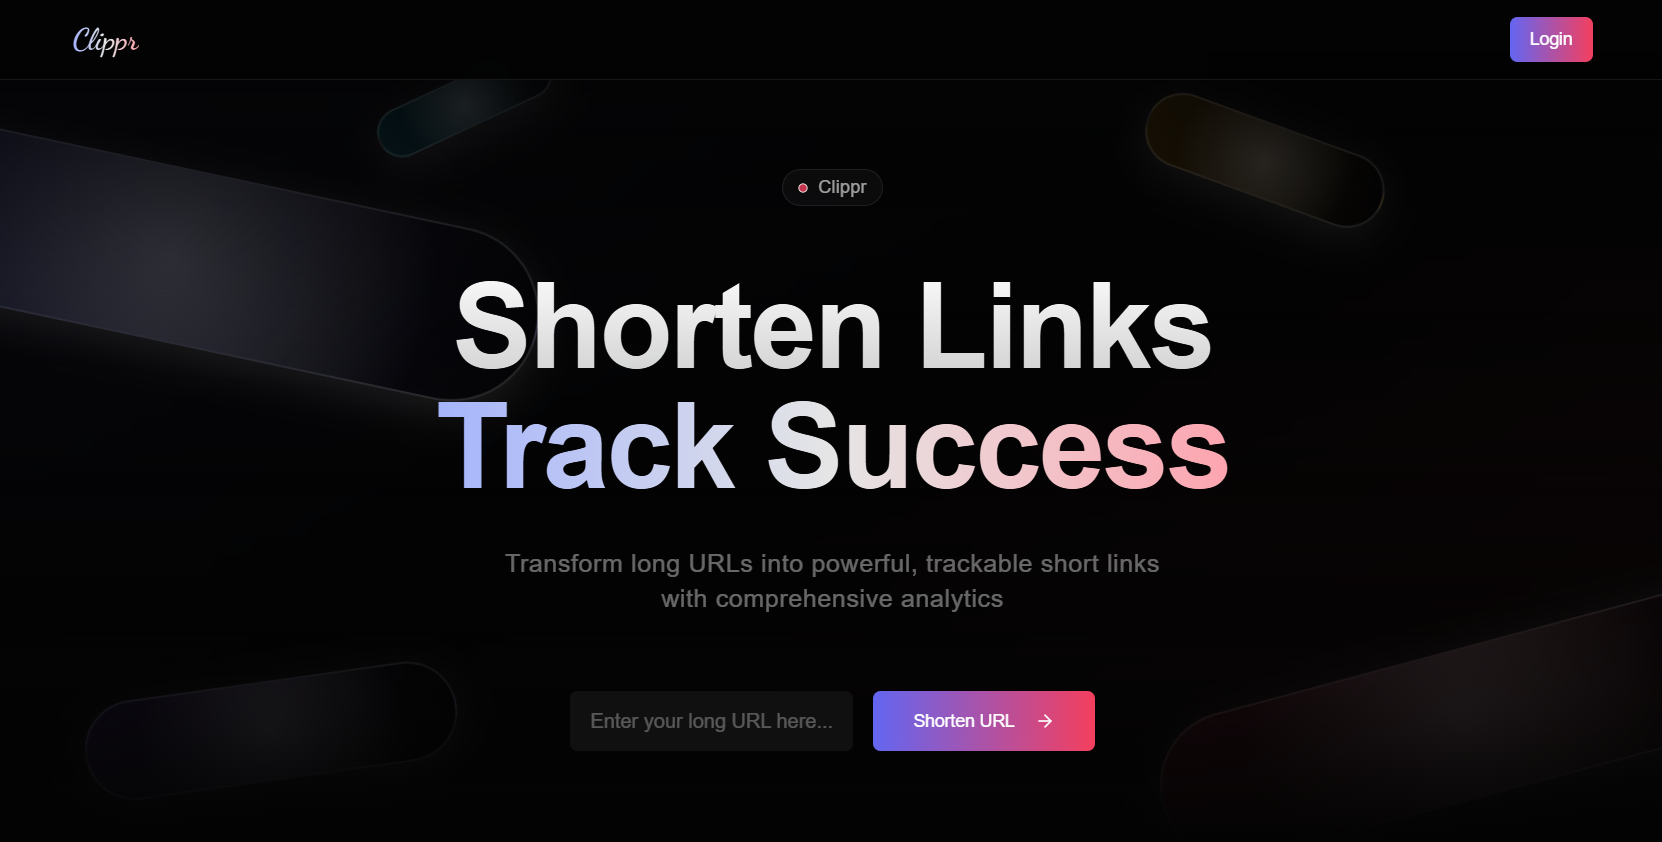 Clippr
Login
Clippr
Shorten Links
Track Success
Transform long URLs into powerful, trackable short links
with comprehensive analytics
Enter your long URL here...
Shorten URL